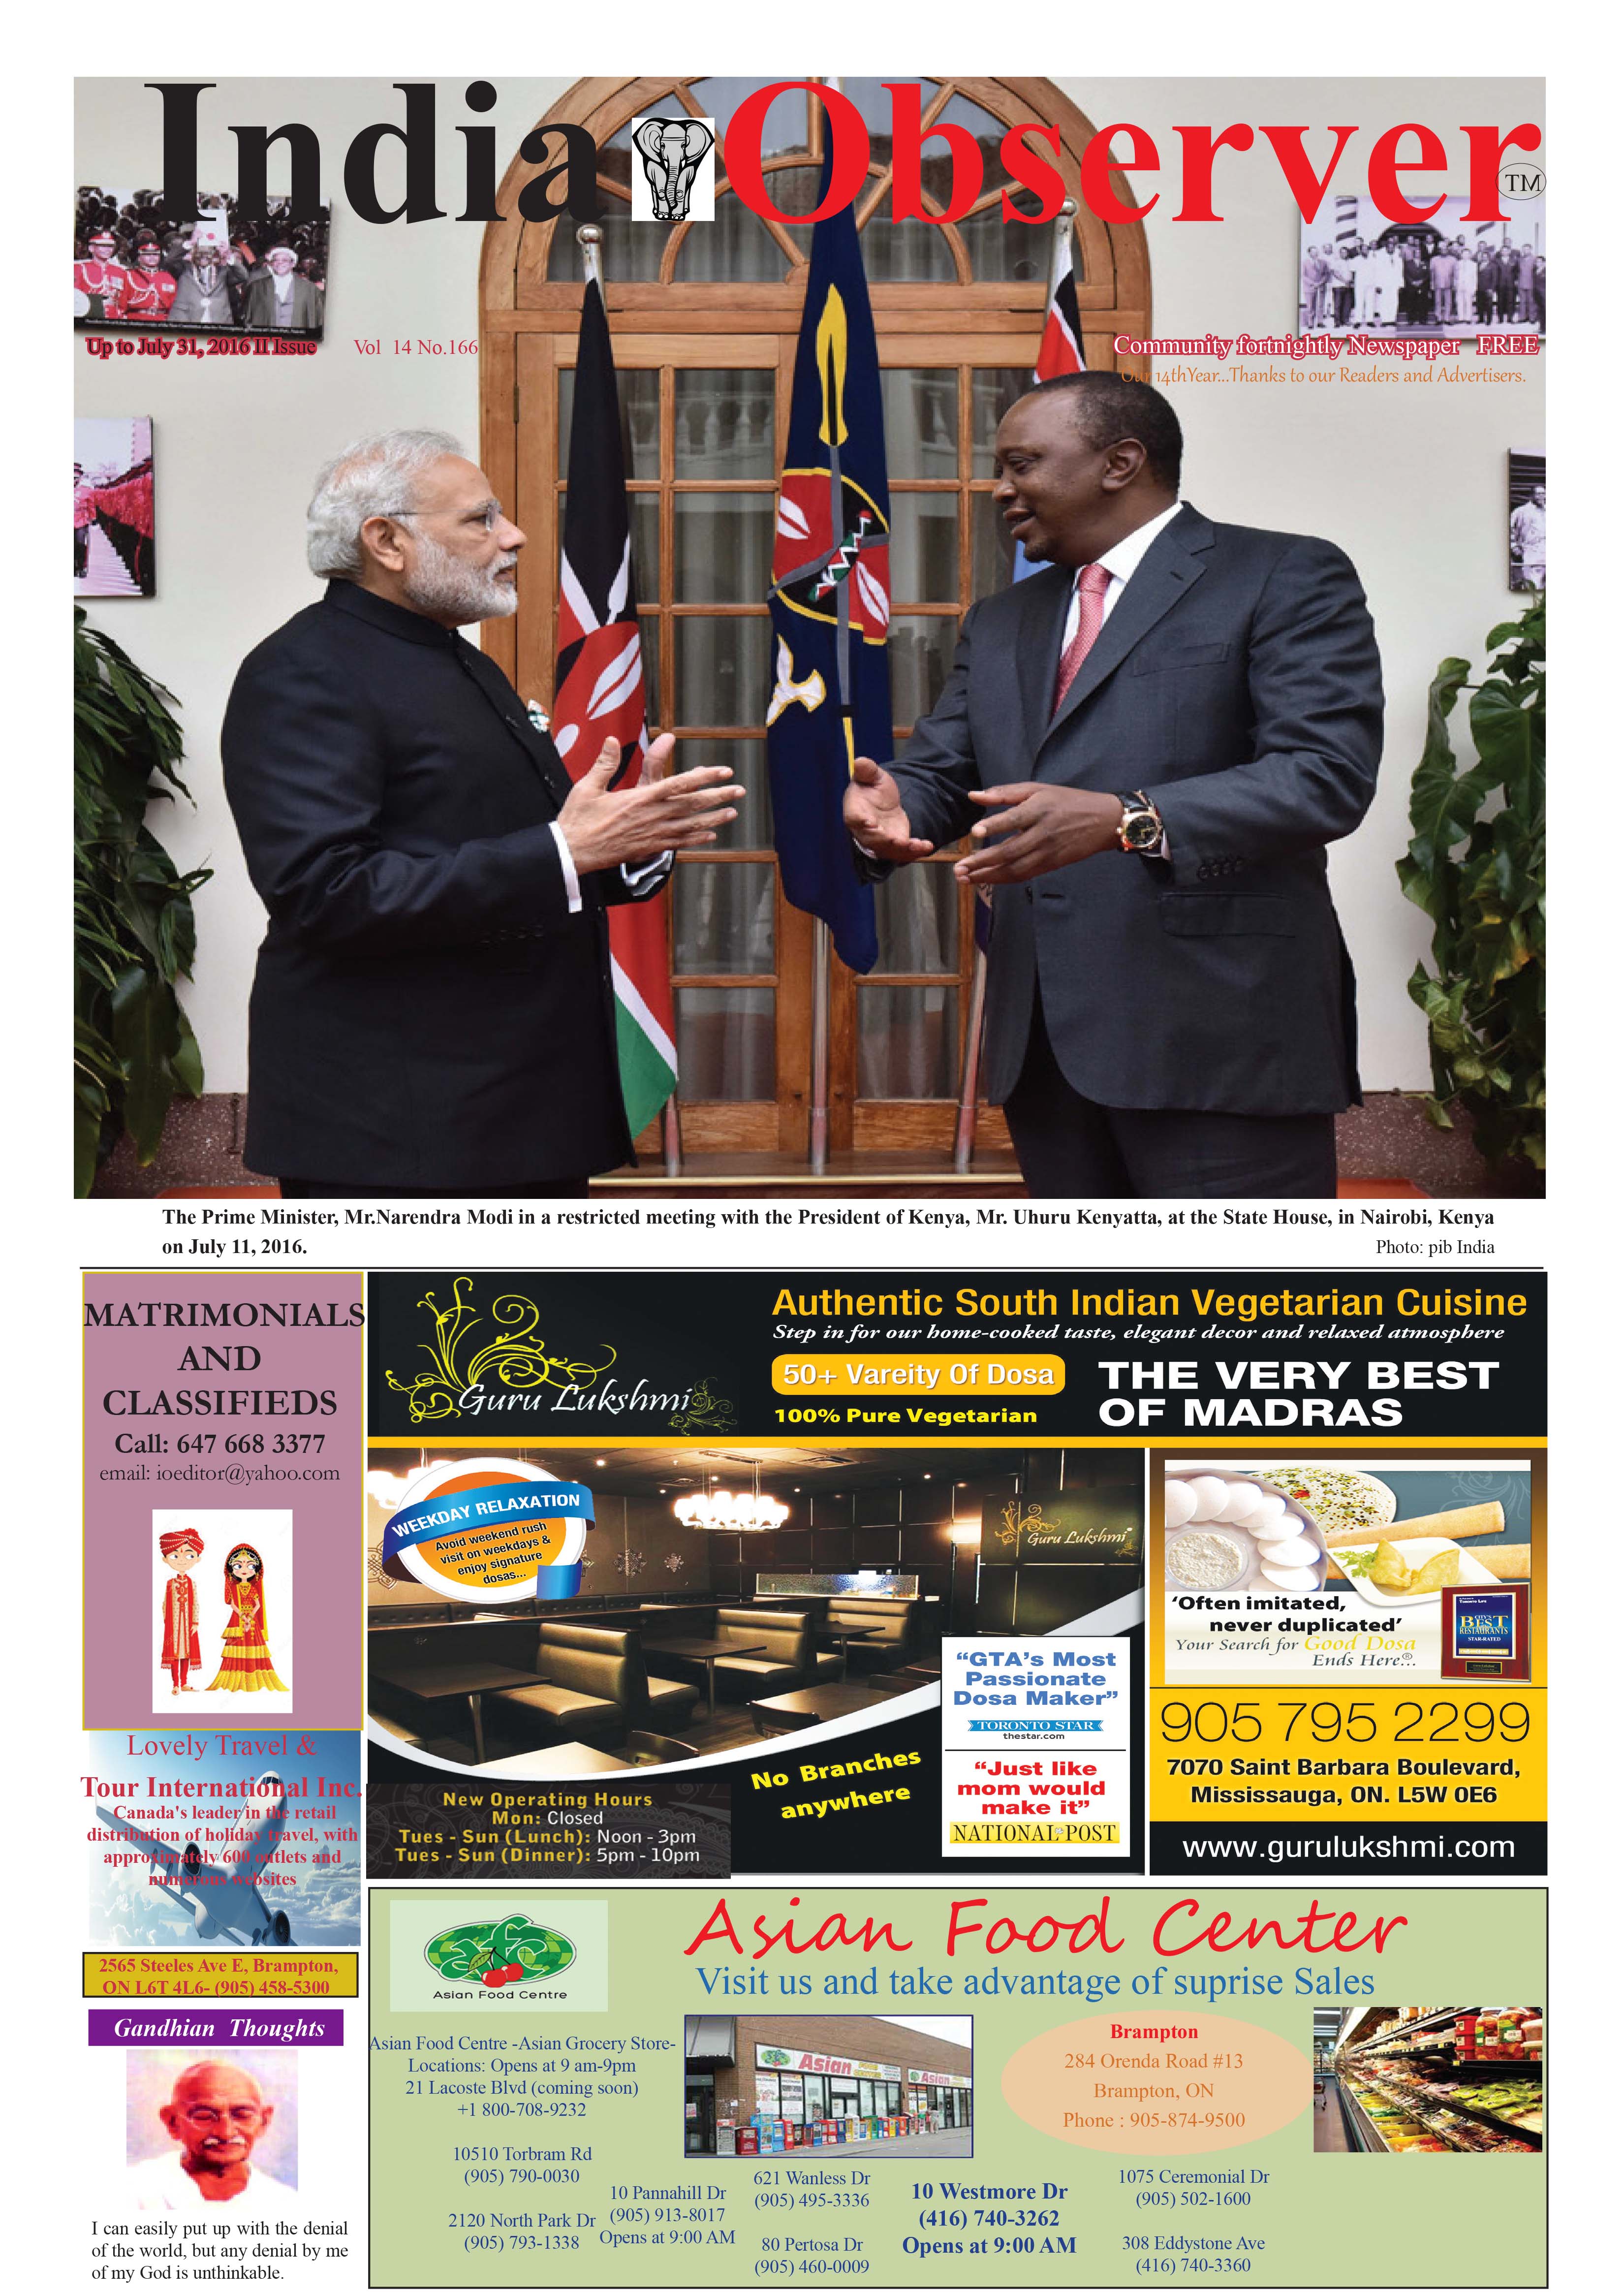 India Observer
TM
Up to July 31, 2016 II Issue
Vol 14 No.166
Community fortnightly Newspaper FREE
Our 14thYear...Thanks to our Readers and Advertisers.
The Prime Minister, Mr.Narendra Modi in a restricted meeting with the President of Kenya, Mr. Uhuru Kenyatta, at the State House, in Nairobi, Kenya
on July 11, 2016.
Photo: pib India
MATRIMONIALS
AND
CLASSIFIEDS
Call: 647 668 3377
email: ioeditor@yahoo.com
Lovely Travel &
Tour International Inc.
Canada's leader in the retail
distribution of holiday travel, with
approximately 600 outlets and
numerous websites
2565 Steeles Ave E, Brampton,
ON L6T 4L6- (905) 458-5300
Gandhian Thoughts
I can easily put up with the denial
of the world, but any denial by me
of my God is unthinkable.
Guru Lukshmi
Authentic South Indian Vegetarian Cuisine
Step in for our home-cooked taste, elegant decor and relaxed atmosphere
50+ Vareity Of Dosa
100% Pure Vegetarian
THE VERY BEST
OF MADRAS
WEEKDAY RELAXATION
Avoid weekend rush
visit on weekdays &
enjoy signature
dosas...
Guru Lukshmi
"GTA's Most
Passionate
Dosa Maker"
TORONTO STAR
thestar.com
"Just like
mom would
make it"
NATIONAL POST
No Branches
anywhere
New Operating Hours
Mon: Closed
Tues - Sun (Lunch): Noon - 3pm
Tues - Sun (Dinner): 5pm - 10pm
'Often imitated,
never duplicated'
Your Search for Good Dosa
Ends Here®...
BEST
RESTAURANTS
STAR-RATED
905 795 2299
7070 Saint Barbara Boulevard,
Mississauga, ON. L5W 0E6
www.gurulukshmi.com
afc
Asian Food Centre
Asian Food Center
Visit us and take advantage of suprise Sales
Asian Food Centre -Asian Grocery Store-
Locations: Opens at 9 am-9pm
21 Lacoste Blvd (coming soon)
+1 800-708-9232
10510 Torbram Rd
(905) 790-0030
2120 North Park Dr
(905) 793-1338
10 Pannahill Dr
(905) 913-8017
Opens at 9:00 AM
Asian
Asian
621 Wanless Dr
(905) 495-3336
80 Pertosa Dr
(905) 460-0009
10 Westmore Dr
(416) 740-3262
Opens at 9:00 AM
Brampton
284 Orenda Road #13
Brampton, ON
Phone : 905-874-9500
1075 Ceremonial Dr
(905) 502-1600
308 Eddystone Ave
(416) 740-3360